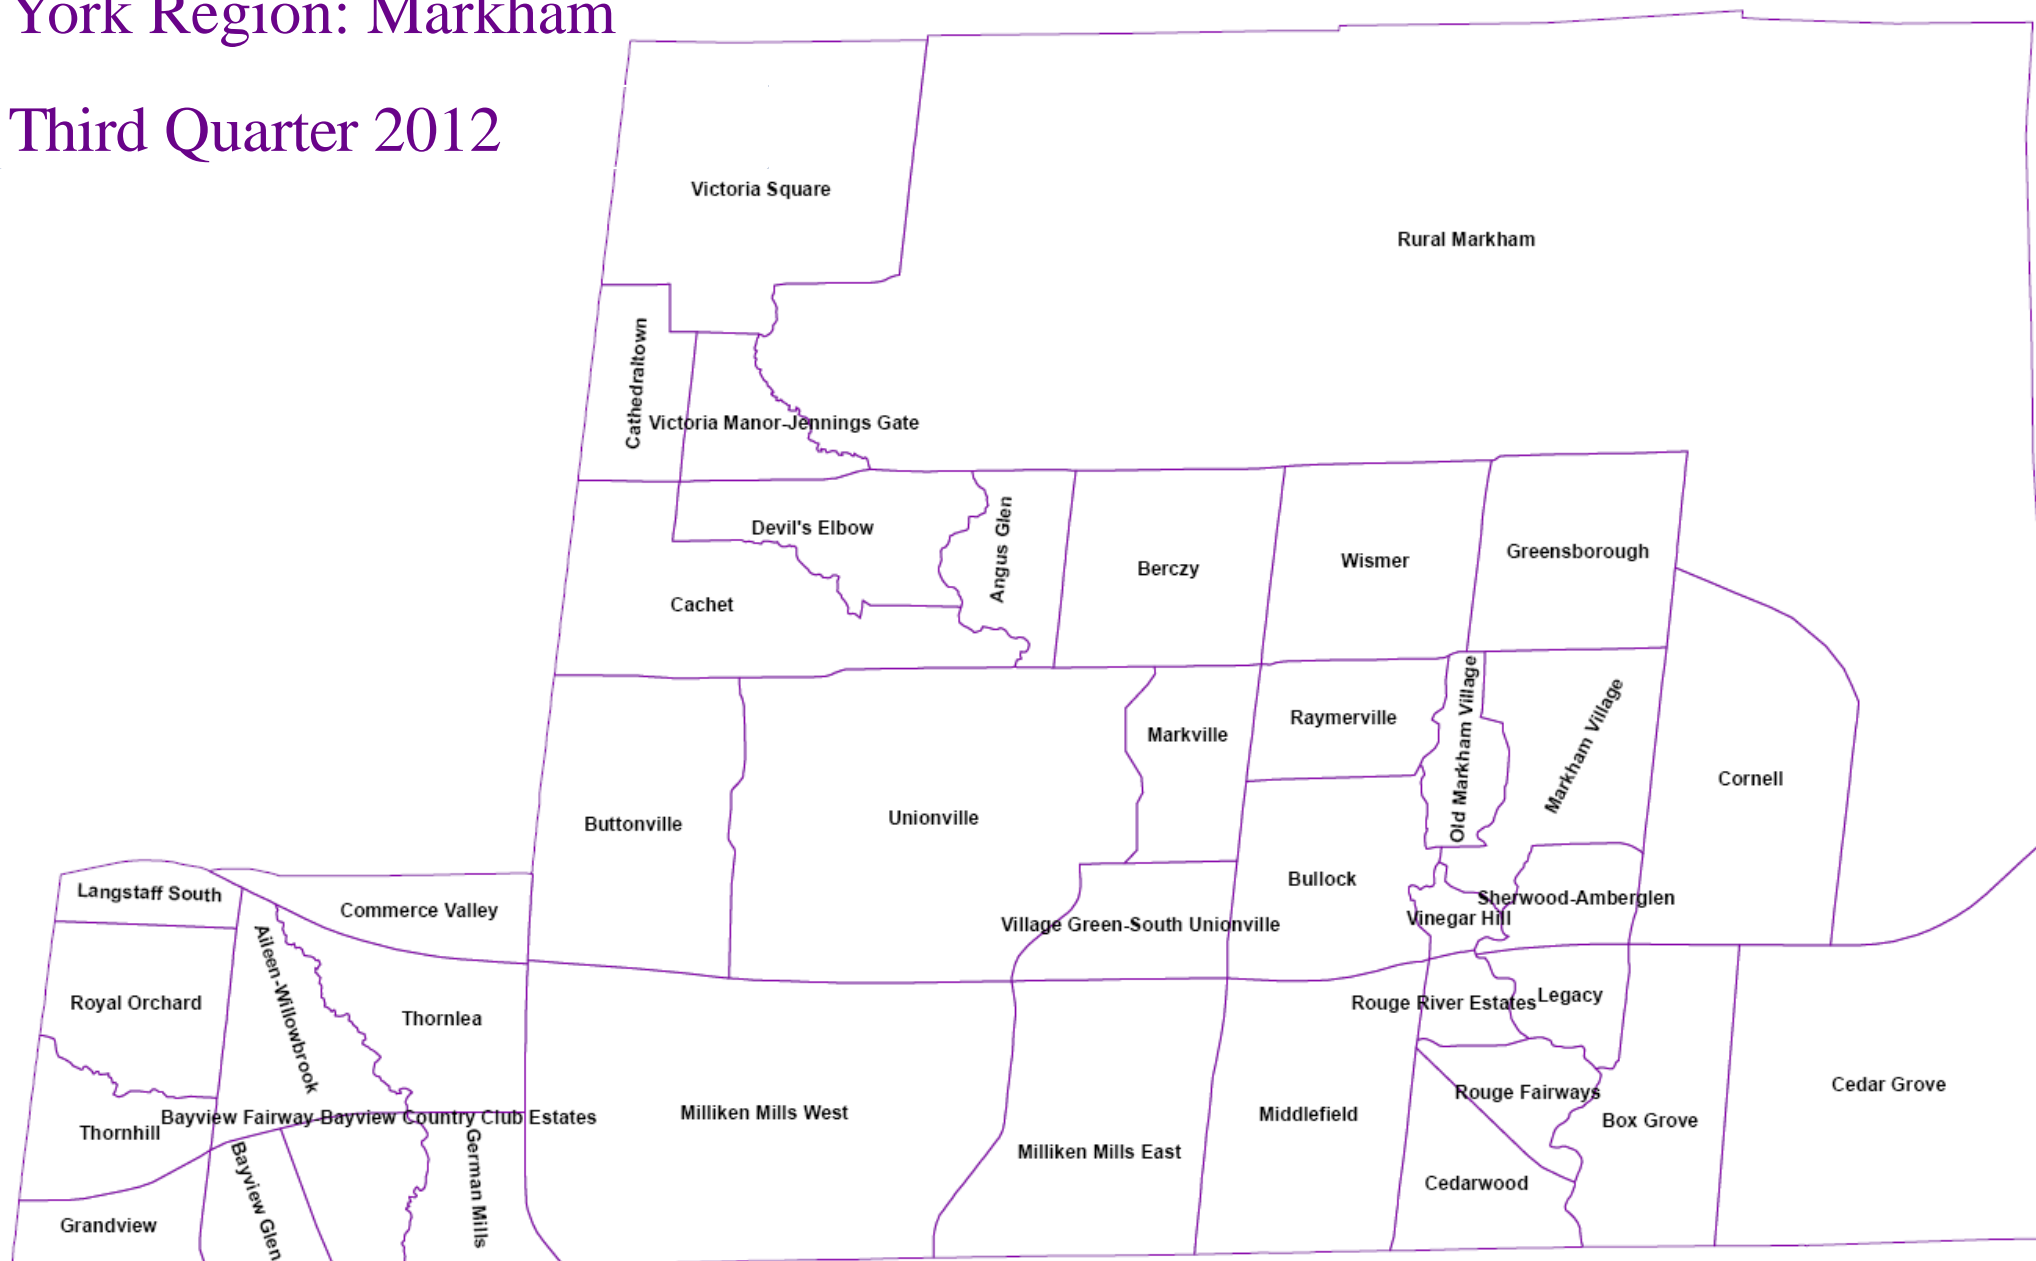 York Region: Markham
Third Quarter 2012
Victoria Square
Rural Markham
Cathedraltown
Victoria Manor-Jennings Gate
Devil's Elbow
Angus Glen
Berczy
Wismer
Greensborough
Cachet
Raymerville
Old Markham Village
Markham Village
Markville
Cornell
Buttonville
Unionville
Bullock
Langstaff South
Commerce Valley
Village Green-South Unionville
Sherwood-Amberglen
Vinegar Hill
Aileen-Willowbrook
Royal Orchard
Thornlea
Rouge River Estates
Legacy
Rouge Fairways
Cedar Grove
Bayview Fairway-Bayview Country Club Estates
Thornhill
Milliken Mills West
Middlefield
Box Grove
Milliken Mills East
Cedarwood
Bayview Glen
German Mills
Grandview